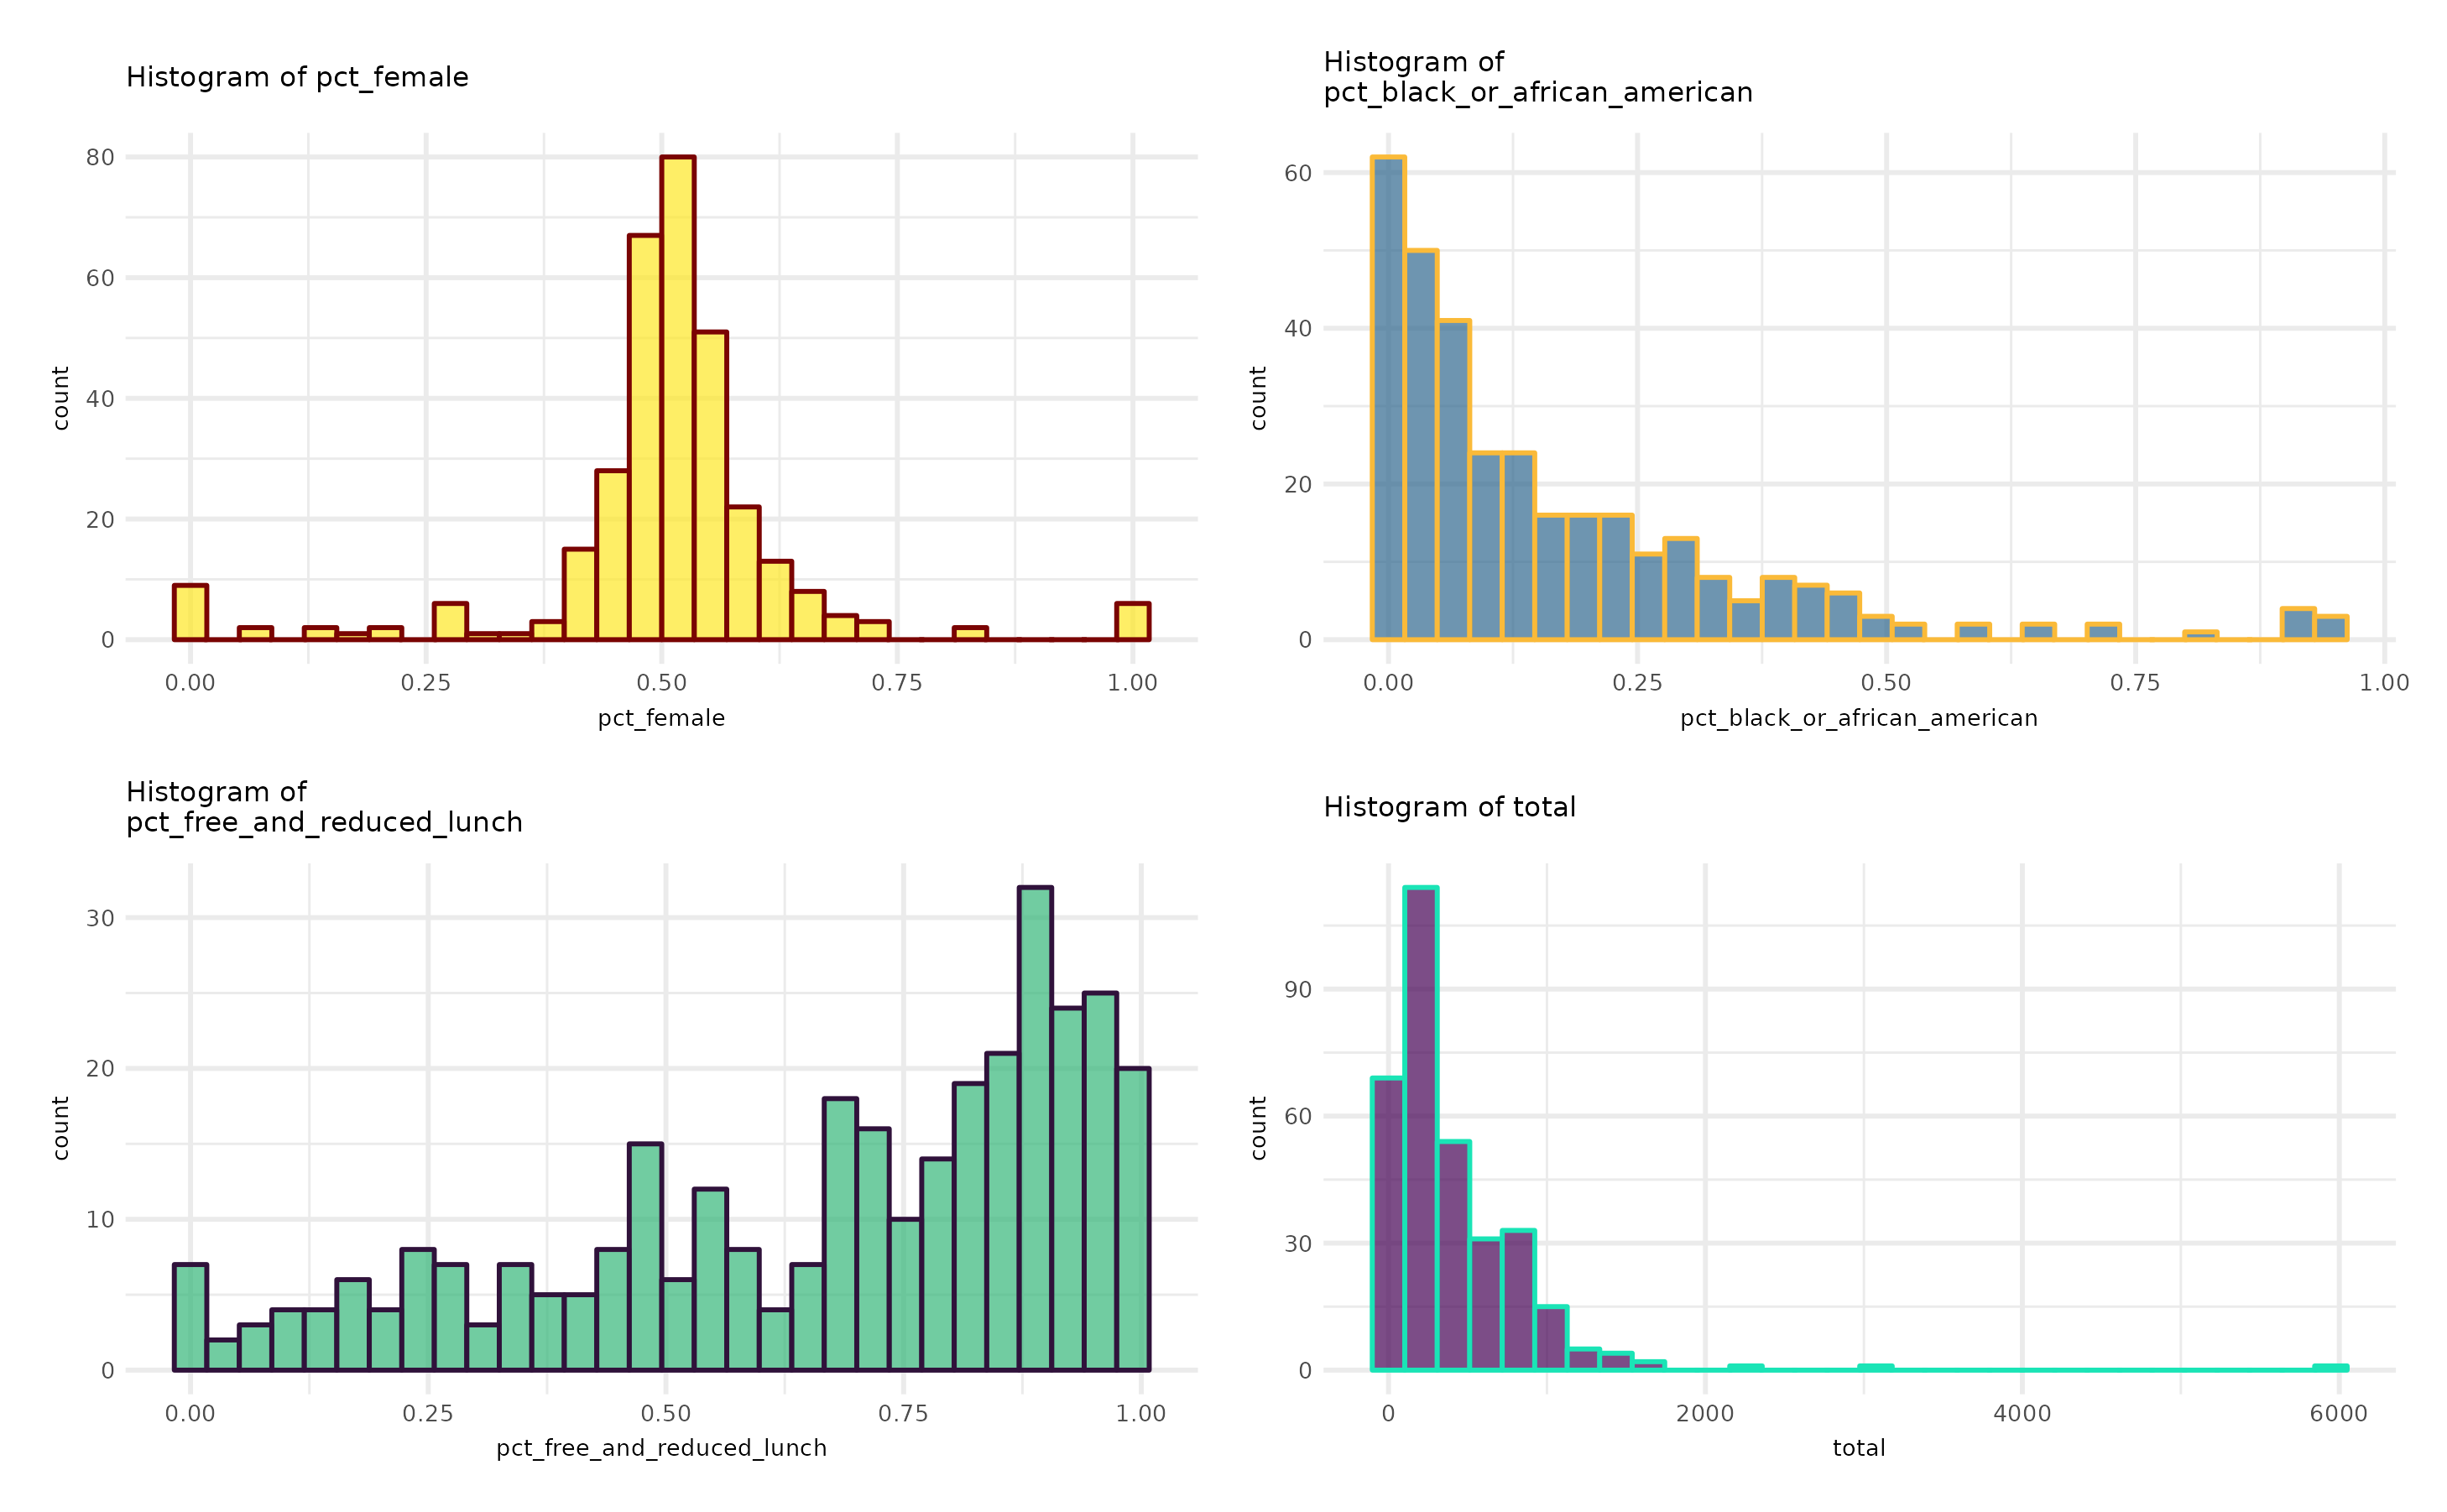 Histogram of pct_female
80
60
40
20
0
count
0.00 0.25 0.50 0.75 1.00
pct_female
Histogram of
pct_black_or_african_american
60
40
20
0
count
0.00 0.25 0.50 0.75 1.00
pct_black_or_african_american
Histogram of
pct_free_and_reduced_lunch
30
20
10
0
count
0.00 0.25 0.50 0.75 1.00
pct_free_and_reduced_lunch
Histogram of total
90
60
30
0
count
0 2000 4000 6000
total